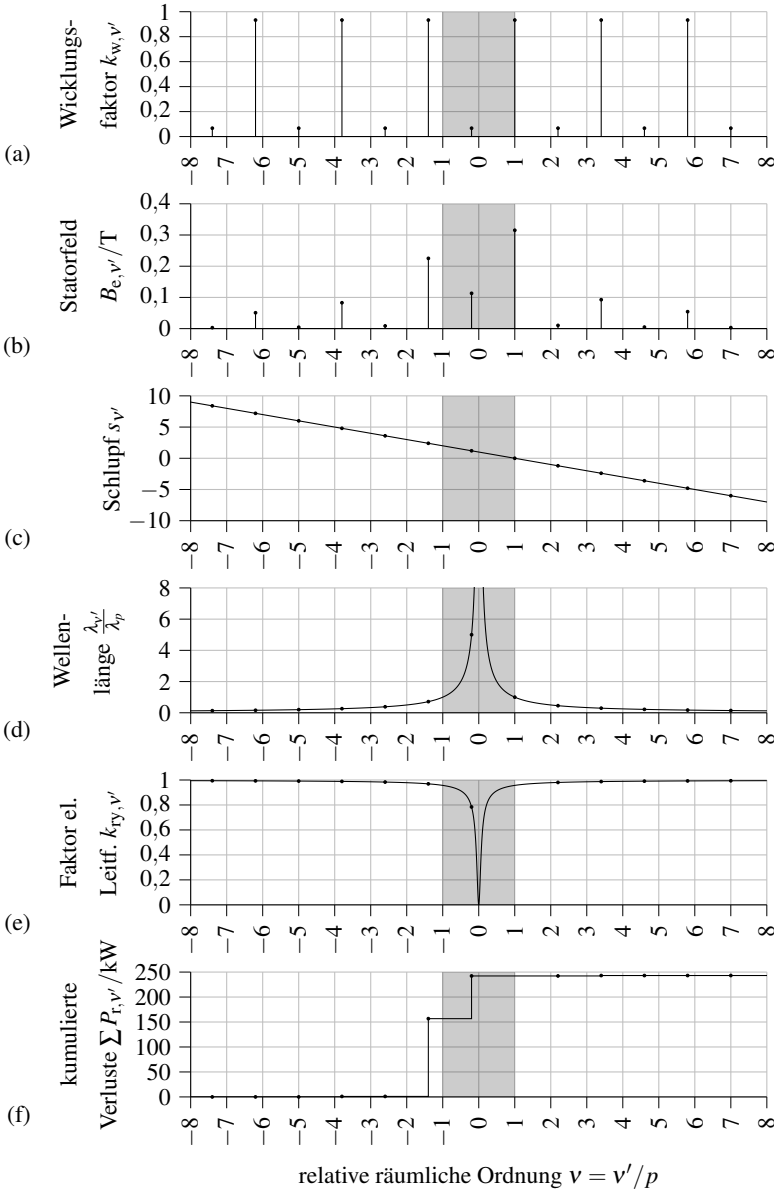 Wicklungs-
faktor k_w,ν′
1
0,8
0,6
0,4
0,2
0
(a)
−8 −7 −6 −5 −4 −3 −2 −1 0 1 2 3 4 5 6 7 8
Statorfeld
B_e,ν′/T
0,4
0,3
0,2
0,1
0
(b)
−8 −7 −6 −5 −4 −3 −2 −1 0 1 2 3 4 5 6 7 8
Schlupf s_ν′
10
5
0
−5
−10
(c)
−8 −7 −6 −5 −4 −3 −2 −1 0 1 2 3 4 5 6 7 8
Wellen-
länge λ_ν′/λ_p
8
6
4
2
0
(d)
−8 −7 −6 −5 −4 −3 −2 −1 0 1 2 3 4 5 6 7 8
Faktor el.
Leitf. k_ry,ν′
1
0,8
0,6
0,4
0,2
0
(e)
−8 −7 −6 −5 −4 −3 −2 −1 0 1 2 3 4 5 6 7 8
kumulierte
Verluste ∑P_r,ν′/kW
250
200
150
100
50
0
(f)
−8 −7 −6 −5 −4 −3 −2 −1 0 1 2 3 4 5 6 7 8
relative räumliche Ordnung ν = ν′/p